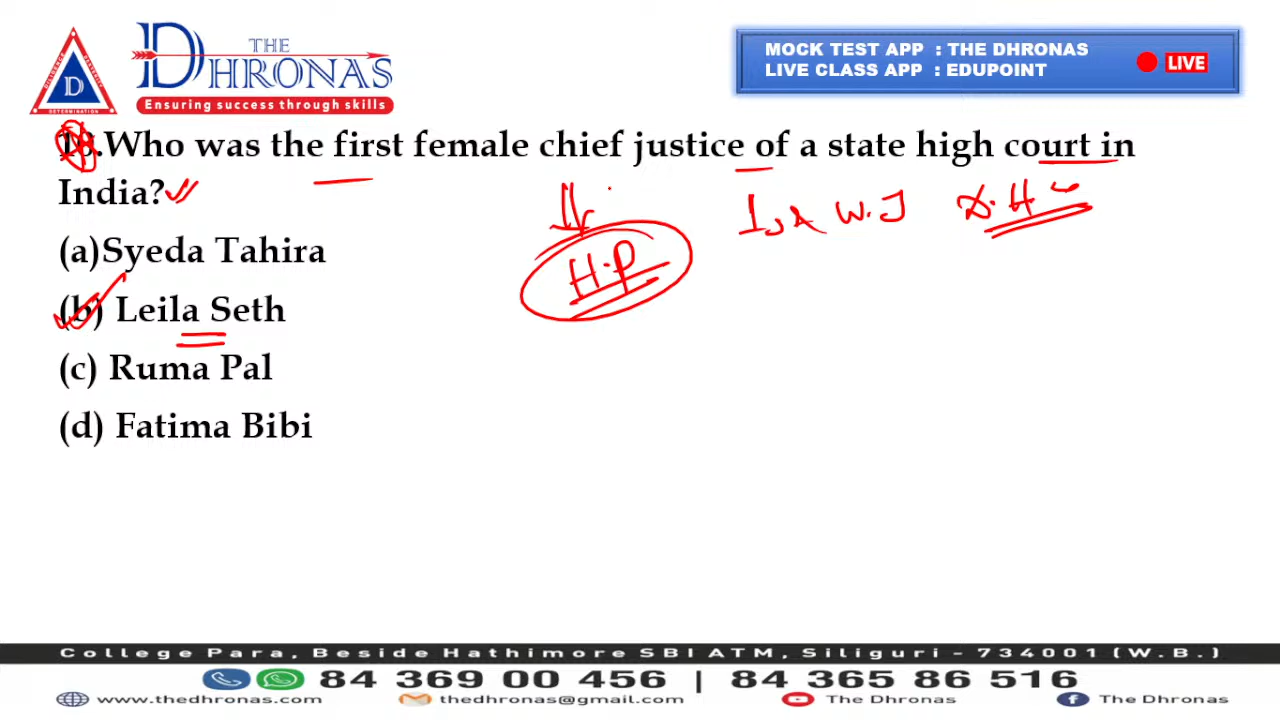 THE
DHRONAS
Ensuring success through skills
D
DETERMINATION
MOCK TEST APP : THE DHRONAS
LIVE CLASS APP : EDUPOINT
LIVE
.Who was the first female chief justice of a state high court in
India?
(a)Syeda Tahira
(b) Leila Seth
(c) Ruma Pal
(d) Fatima Bibi
H.P
W.J
D.H.C
College Para, Beside Hathimore SBI ATM, Siliguri - 734001 (W.B.)
84 369 00 456 | 84 365 86 516
www.thedhronas.com thedhronas@gmail.com The Dhronas The Dhronas